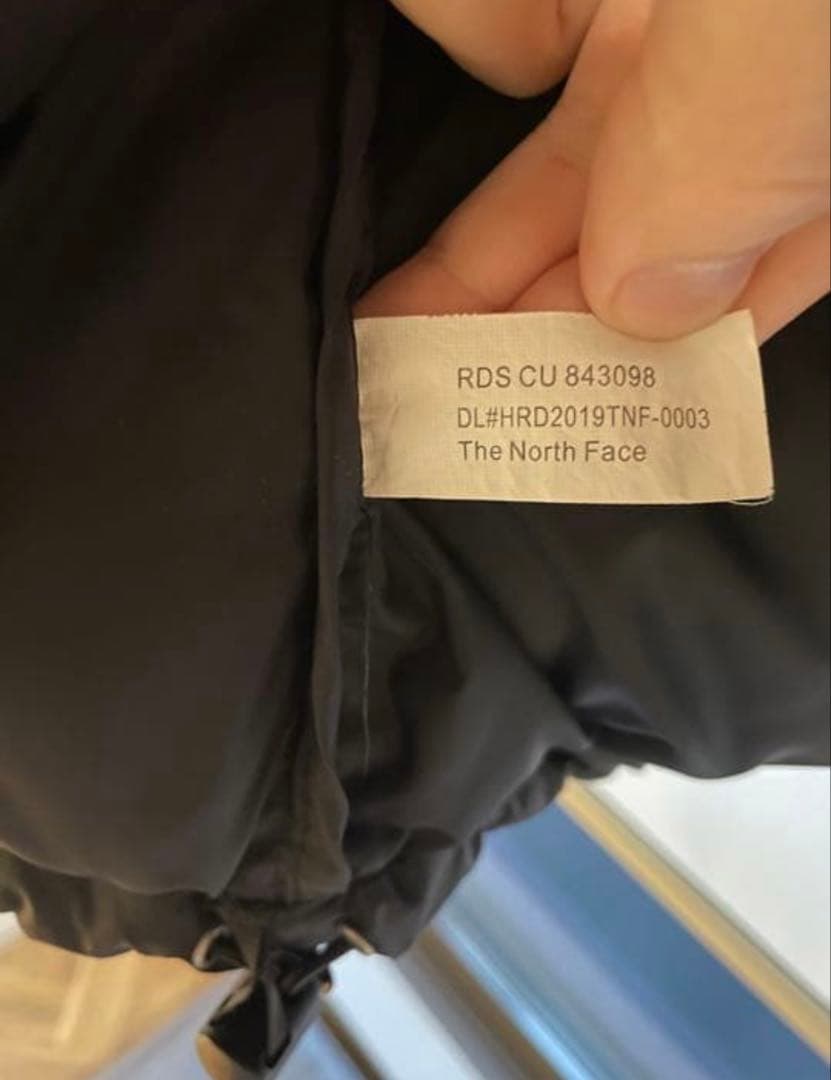 RDS CU 843098
DL#HRD2019TNF-0003
The North Face